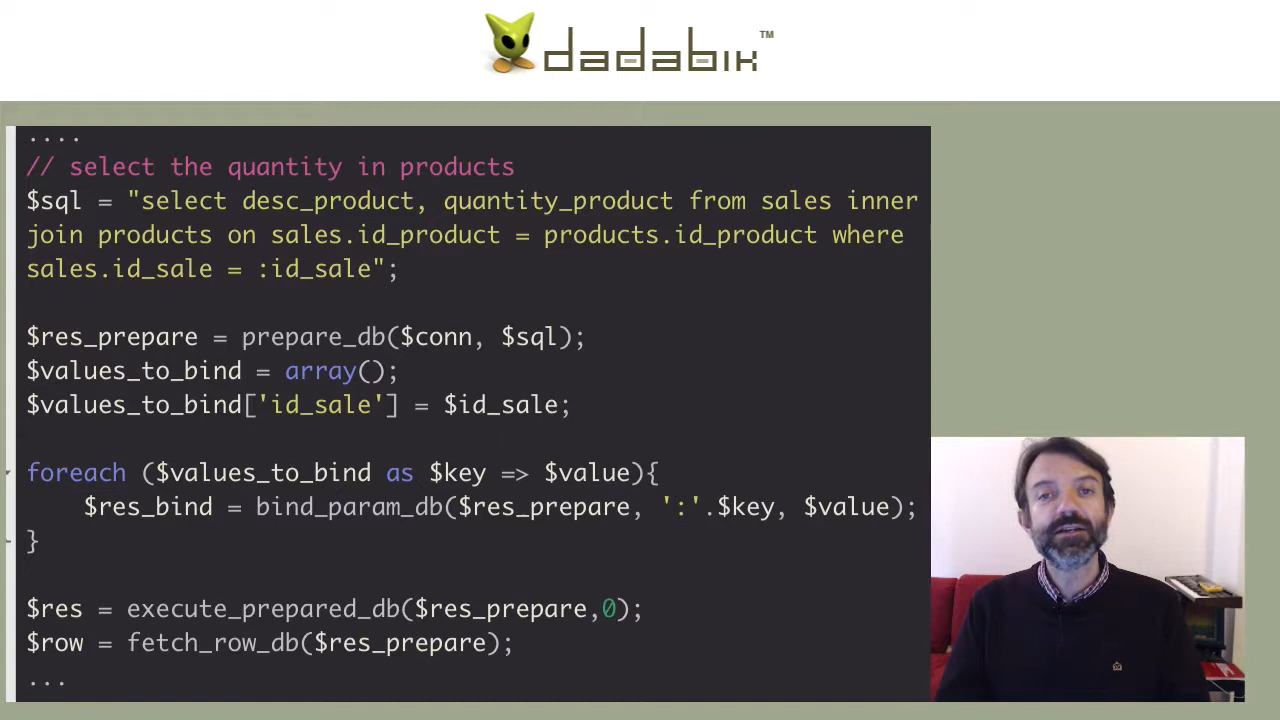 dadabik™
....
// select the quantity in products
$sql = "select desc_product, quantity_product from sales inner
join products on sales.id_product = products.id_product where
sales.id_sale = :id_sale";
$res_prepare = prepare_db($conn, $sql);
$values_to_bind = array();
$values_to_bind['id_sale'] = $id_sale;
foreach ($values_to_bind as $key => $value){
$res_bind = bind_param_db($res_prepare, ':'.$key, $value);
}
$res = execute_prepared_db($res_prepare,0);
$row = fetch_row_db($res_prepare);
...